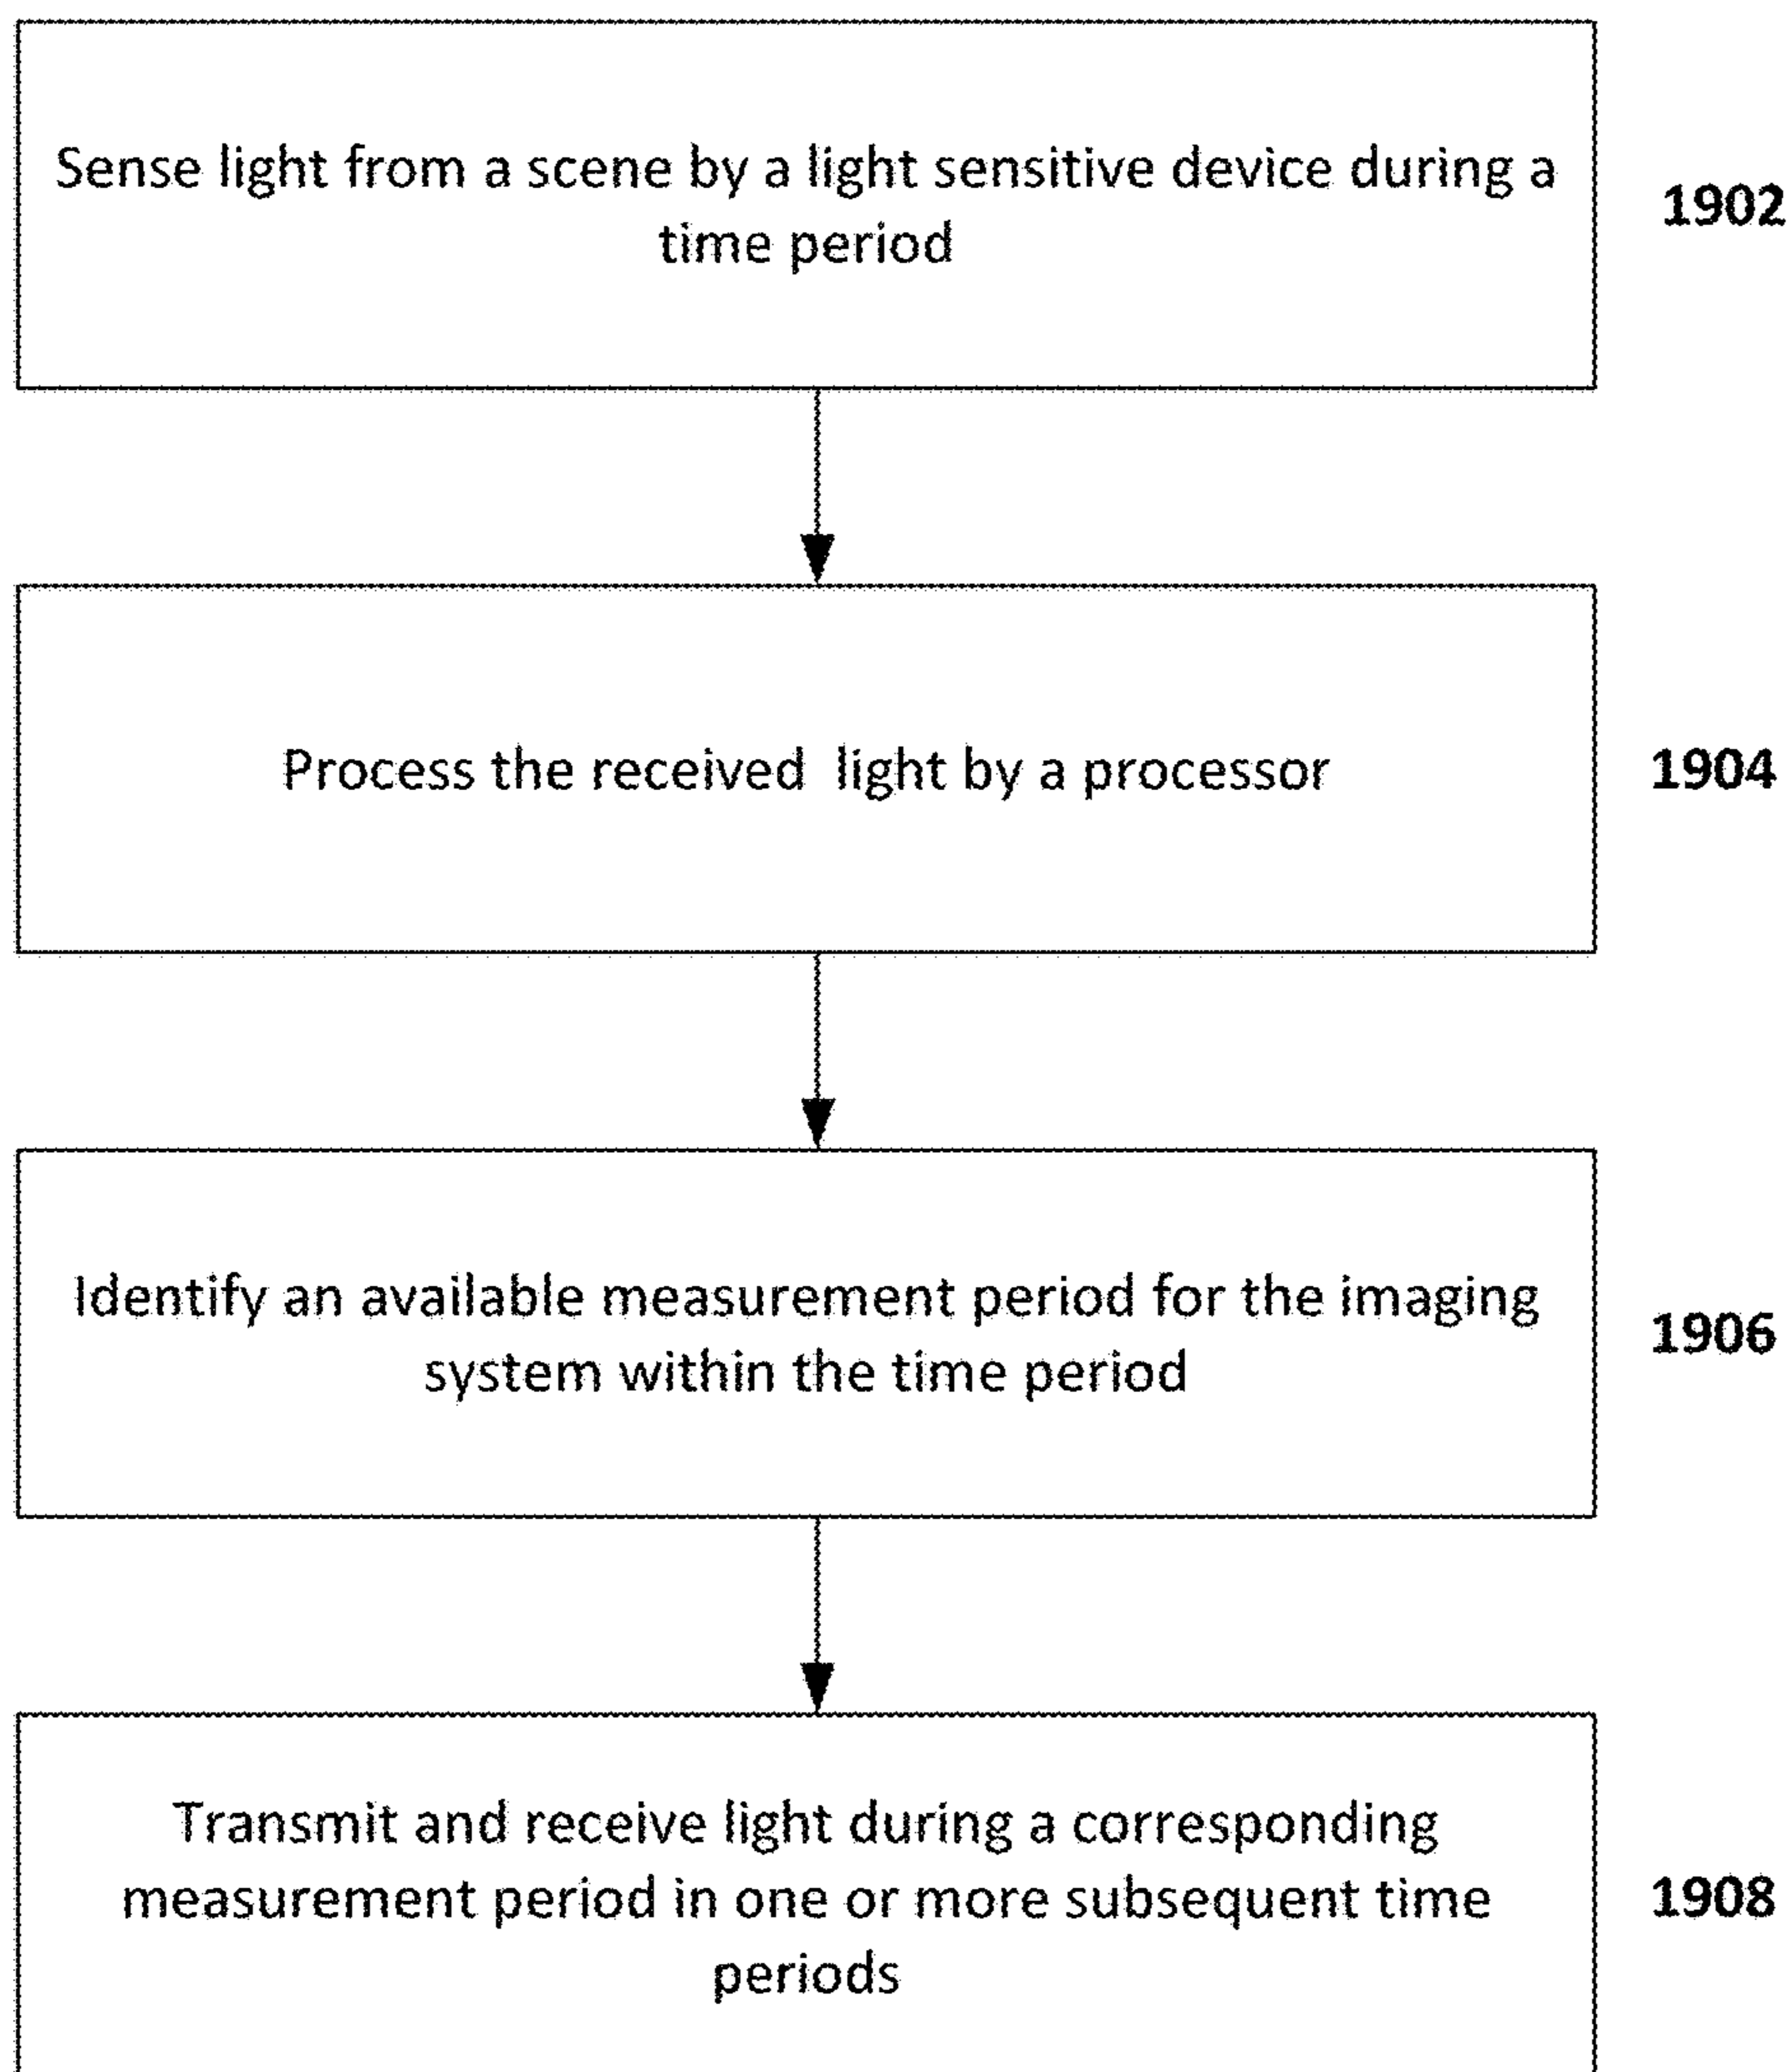 Sense light from a scene by a light sensitive device during a
time period
1902
Process the received light by a processor
1904
Identify an available measurement period for the imaging
system within the time period
1906
Transmit and receive light during a corresponding
measurement period in one or more subsequent time
periods
1908